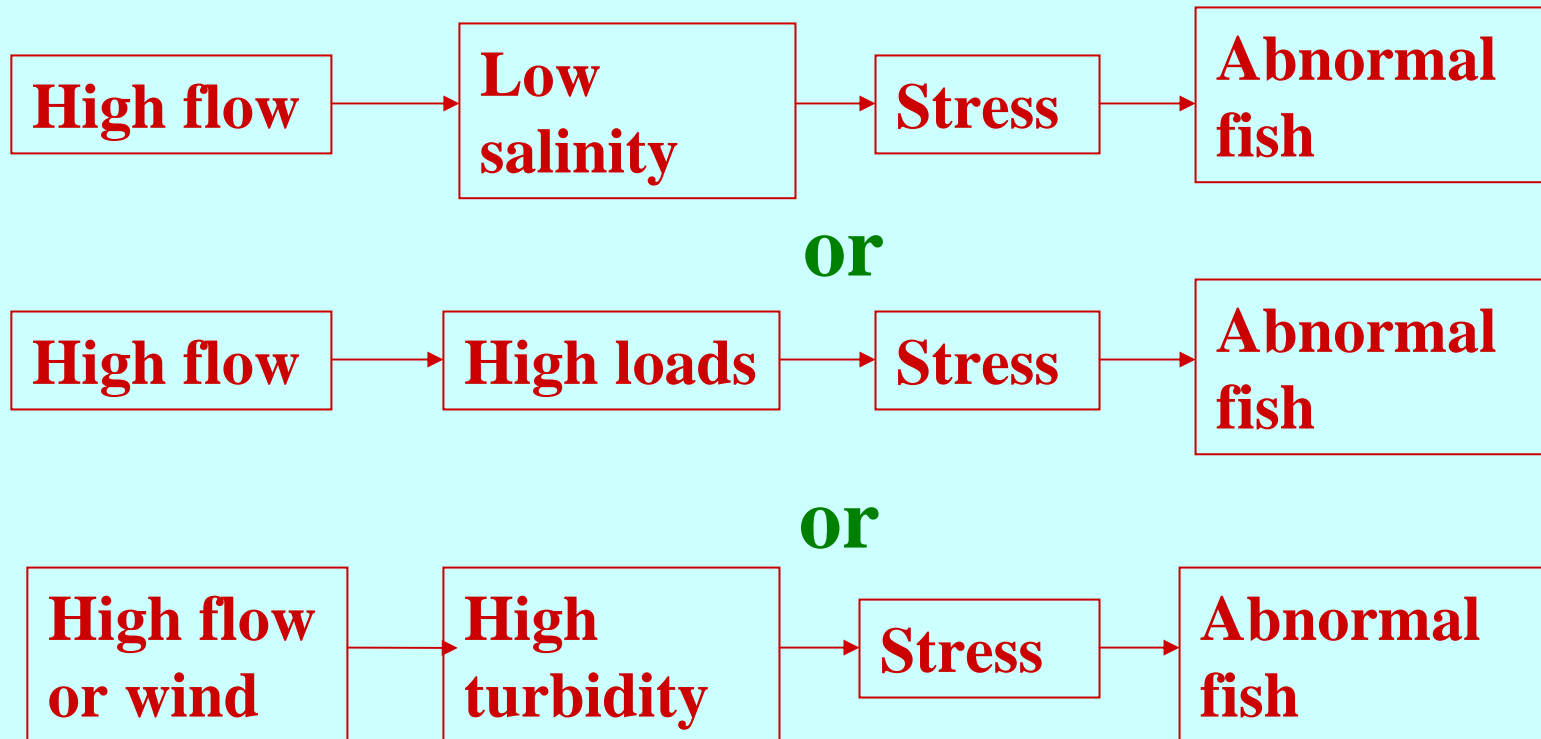 High flow
Low
salinity
Stress
Abnormal
fish
or
High flow
High loads
Stress
Abnormal
fish
or
High flow
or wind
High
turbidity
Stress
Abnormal
fish